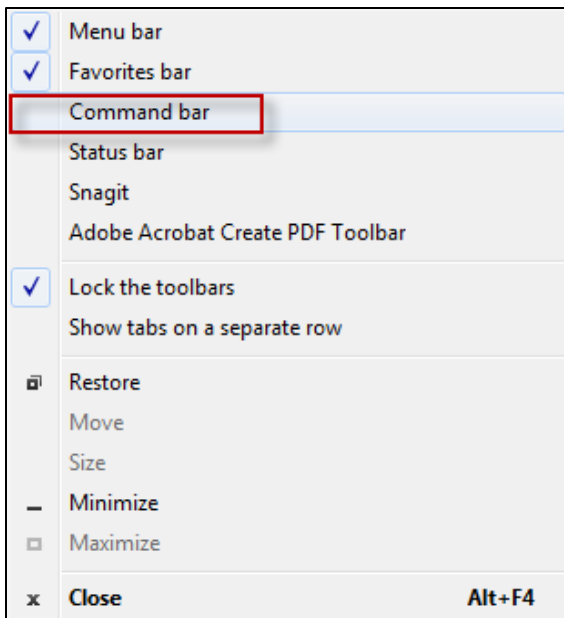 Menu bar
Favorites bar
Command bar
Status bar
Snagit
Adobe Acrobat Create PDF Toolbar
Lock the toolbars
Show tabs on a separate row
Restore
Move
Size
Minimize
Maximize
Close Alt+F4